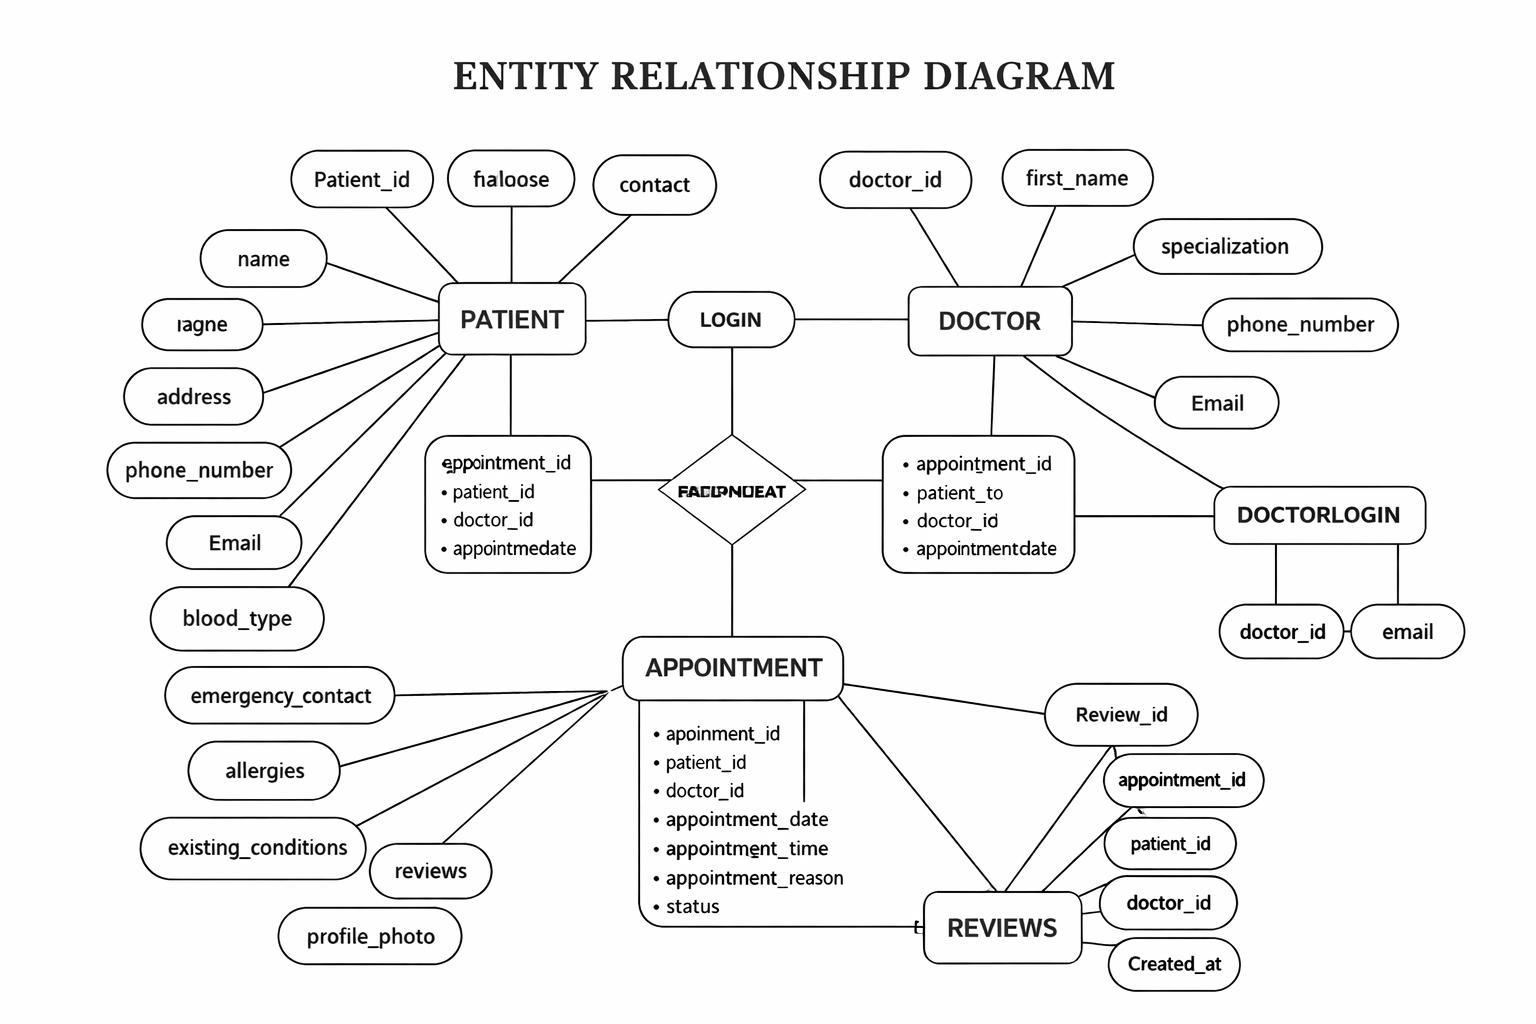 ENTITY RELATIONSHIP DIAGRAM
Patient_id
contact
doctor_id
first_name
name
specialization
PATIENT
LOGIN
DOCTOR
phone_number
address
Email
phone_number
appointment_id
• patient_id
• doctor_id
• appointmedate
• appointment_id
• patient_to
• doctor_id
• appointmentdate
DOCTORLOGIN
Email
blood_type
doctor_id
email
APPOINTMENT
emergency_contact
Review_id
• apoinment_id
• patient_id
• doctor_id
• appointment_date
• appointment_time
• appointment_reason
• status
allergies
appointment_id
existing_conditions
patient_id
reviews
doctor_id
REVIEWS
profile_photo
Created_at